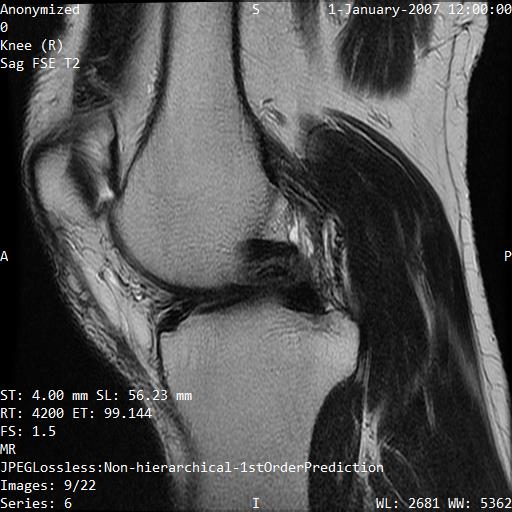 Anonymized
S
1-January-2007 12:00:00
0
Knee (R)
Sag FSE T2
A
P
ST: 4.00 mm SL: 56.23 mm
RT: 4200 ET: 99.144
FS: 1.5
MR
JPEGLossless:Non-hierarchical-1stOrderPrediction
Images: 9/22
Series: 6
I
WL: 2681 WW: 5362